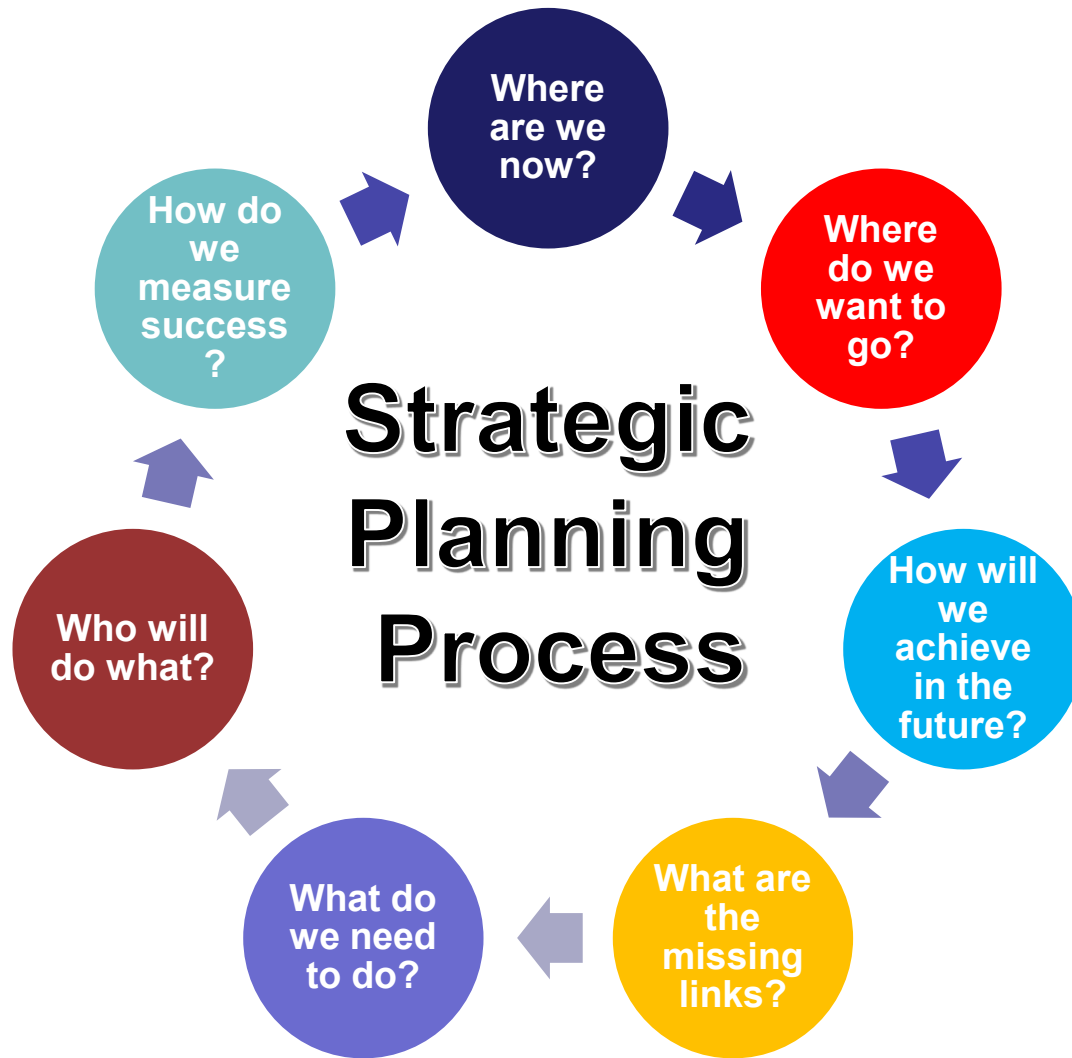 Where
are we
now?
Where
do we
want to
go?
How will
we
achieve
in the
future?
What are
the
missing
links?
What do
we need
to do?
Who will
do what?
How do
we
measure
success
?
Strategic
Planning
Process